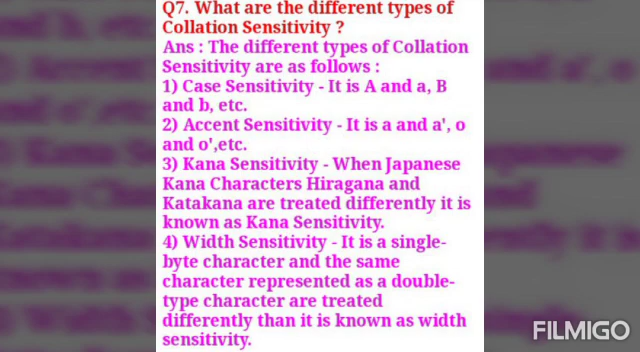 Q7. What are the different types of
Collation Sensitivity ?
Ans : The different types of Collation
Sensitivity are as follows :
1) Case Sensitivity - It is A and a, B
and b, etc.
2) Accent Sensitivity - It is a and a', o
and o',etc.
3) Kana Sensitivity - When Japanese
Kana Characters Hiragana and
Katakana are treated differently it is
known as Kana Sensitivity.
4) Width Sensitivity - It is a single-
byte character and the same
character represented as a double-
type character are treated
differently than it is known as width
sensitivity.
FILMIGO